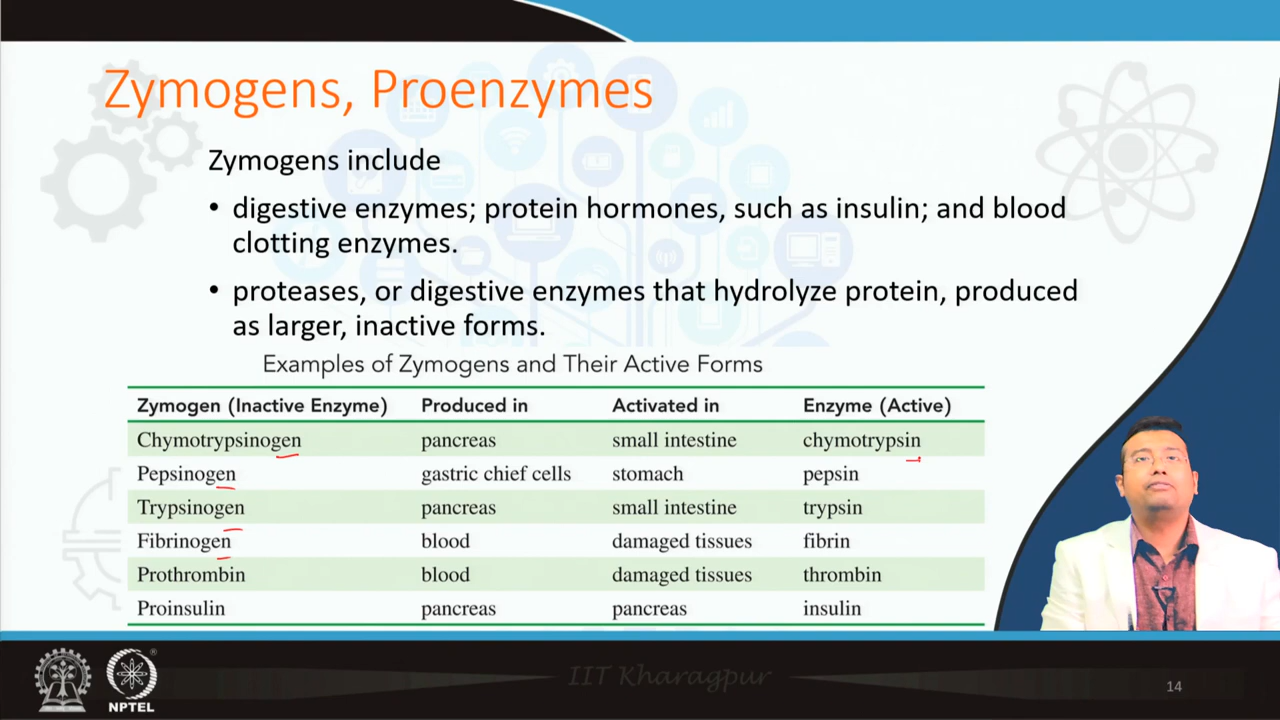 Zymogens, Proenzymes
Zymogens include
• digestive enzymes; protein hormones, such as insulin; and blood
clotting enzymes.
• proteases, or digestive enzymes that hydrolyze protein, produced
as larger, inactive forms.
Examples of Zymogens and Their Active Forms
Zymogen (Inactive Enzyme) Produced in Activated in Enzyme (Active)
Chymotrypsinogen pancreas small intestine chymotrypsin
Pepsinogen gastric chief cells stomach pepsin
Trypsinogen pancreas small intestine trypsin
Fibrinogen blood damaged tissues fibrin
Prothrombin blood damaged tissues thrombin
Proinsulin pancreas pancreas insulin
IIT Kharagpur
14
NPTEL